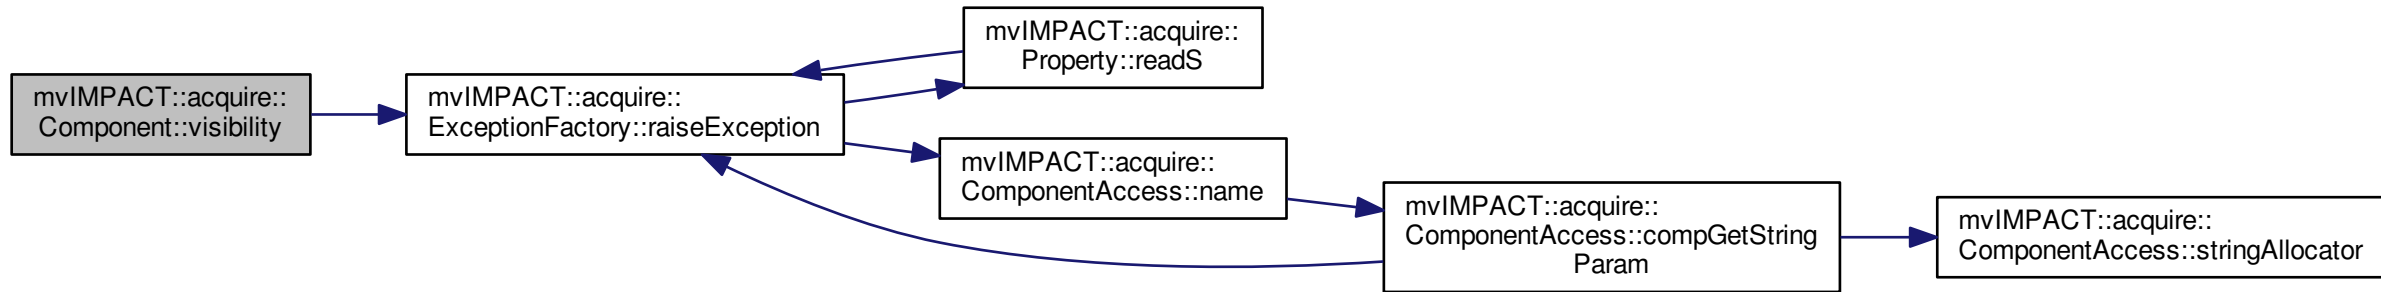 mvIMPACT::acquire::
Component::visibility
mvIMPACT::acquire::
ExceptionFactory::raiseException
mvIMPACT::acquire::
Property::readS
mvIMPACT::acquire::
ComponentAccess::name
mvIMPACT::acquire::
ComponentAccess::compGetString
Param
mvIMPACT::acquire::
ComponentAccess::stringAllocator